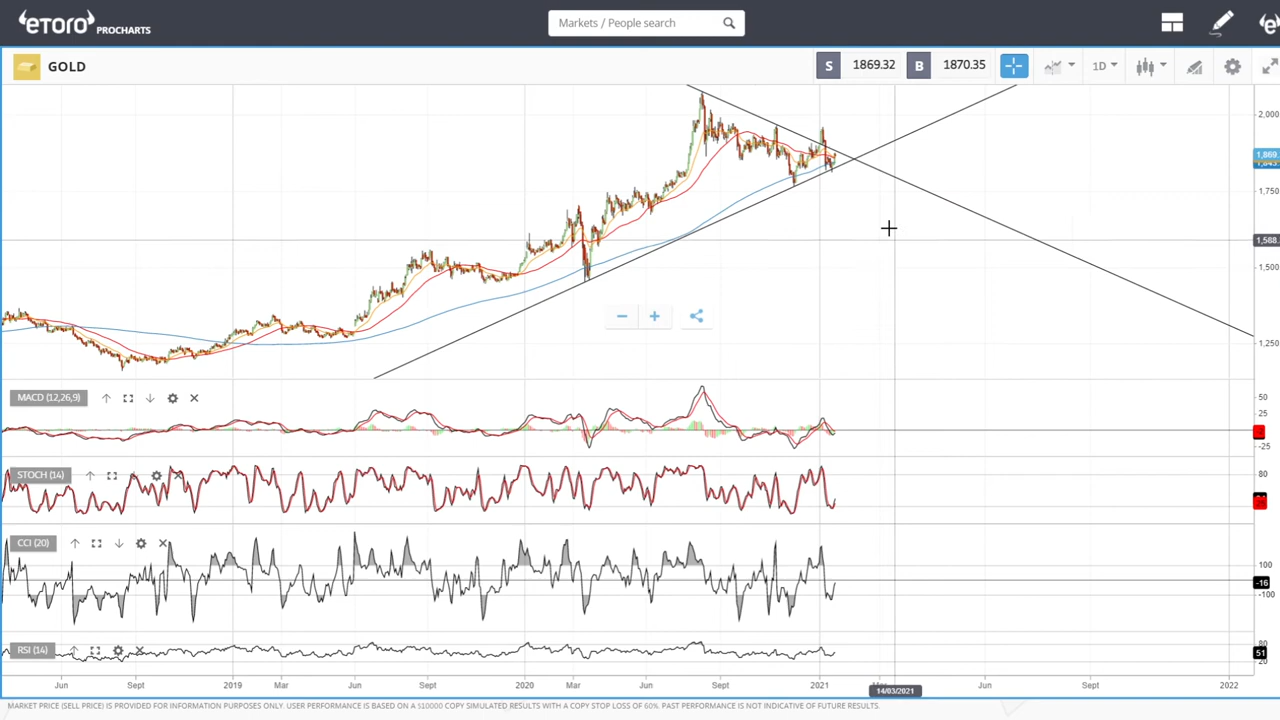 eToro PROCHARTS
Markets / People search
GOLD
S 1869.32 B 1870.35
1D
2,000
1,869.
1,750
1,588.
1,500
1,250
MACD (12,26,9)
50
25
-25
STOCH (14)
80
CCI (20)
100
-16
-100
RSI (14)
80
51
20
Jun Sept 2019 Mar Jun Sept 2020 Mar Jun Sept 2021 Jun Sept 2022
14/03/2021
MARKET PRICE (SELL PRICE) IS PROVIDED FOR INFORMATION PURPOSES ONLY. USER PERFORMANCE IS BASED ON A $10000 COPY SIMULATED RESULTS WITH A COPY STOP LOSS OF 60%. PAST PERFORMANCE IS NOT INDICATIVE OF FUTURE RESULTS.